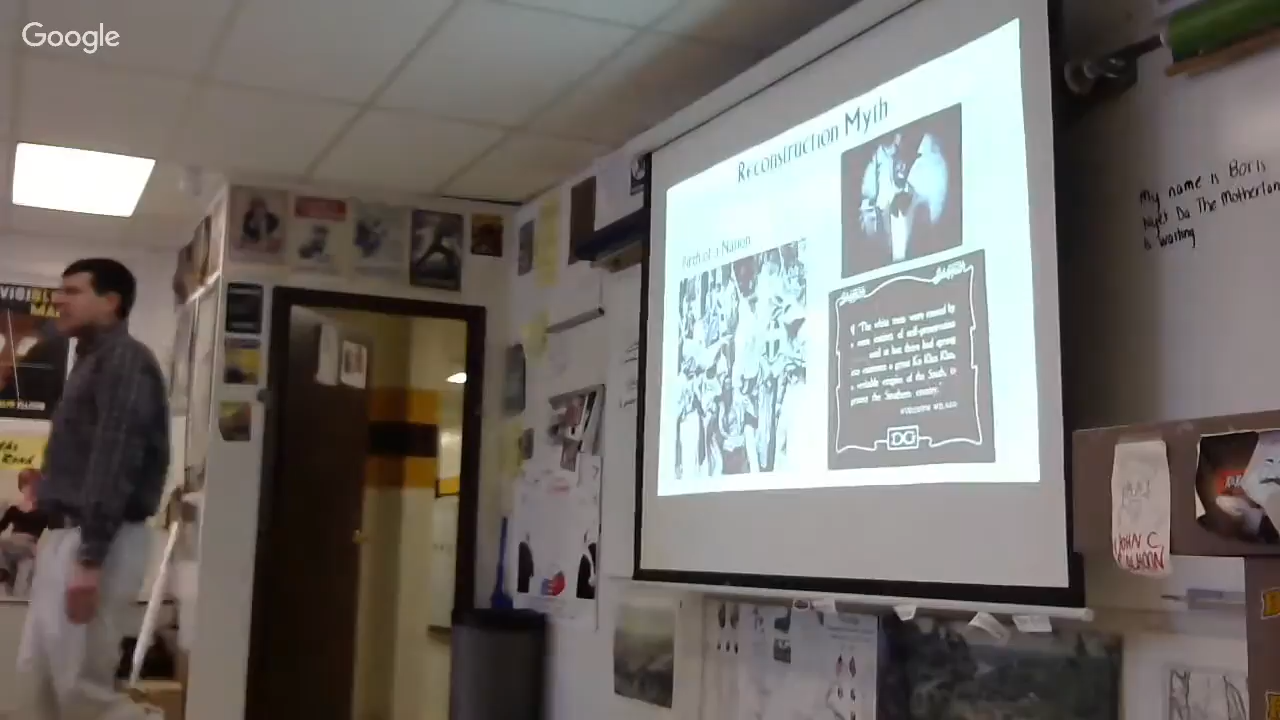 Google
Reconstruction Myth
Birth of a Nation
"The white men were roused by
a mere instinct of self-preservation
until at last there had sprung
into existence a great Ku Klux Klan,
a veritable empire of the South, to
protect the Southern country."
WOODROW WILSON
DG
My name is Boris
Da The Motherland
is waiting
JOHN C
CALHOUN